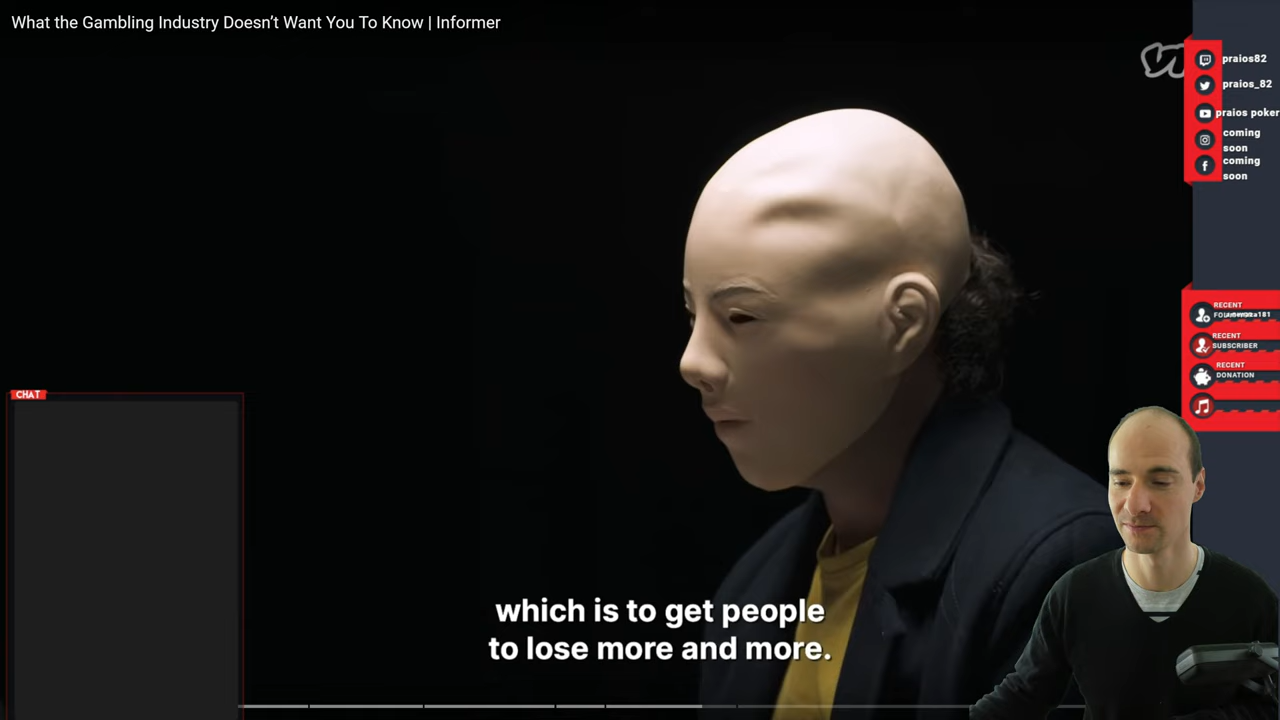 What the Gambling Industry Doesn’t Want You To Know | Informer
praios82
praios_82
praios poker
coming
soon
coming
soon
RECENT
RECENT
SUBSCRIBER
RECENT
DONATION
CHAT
which is to get people
to lose more and more.